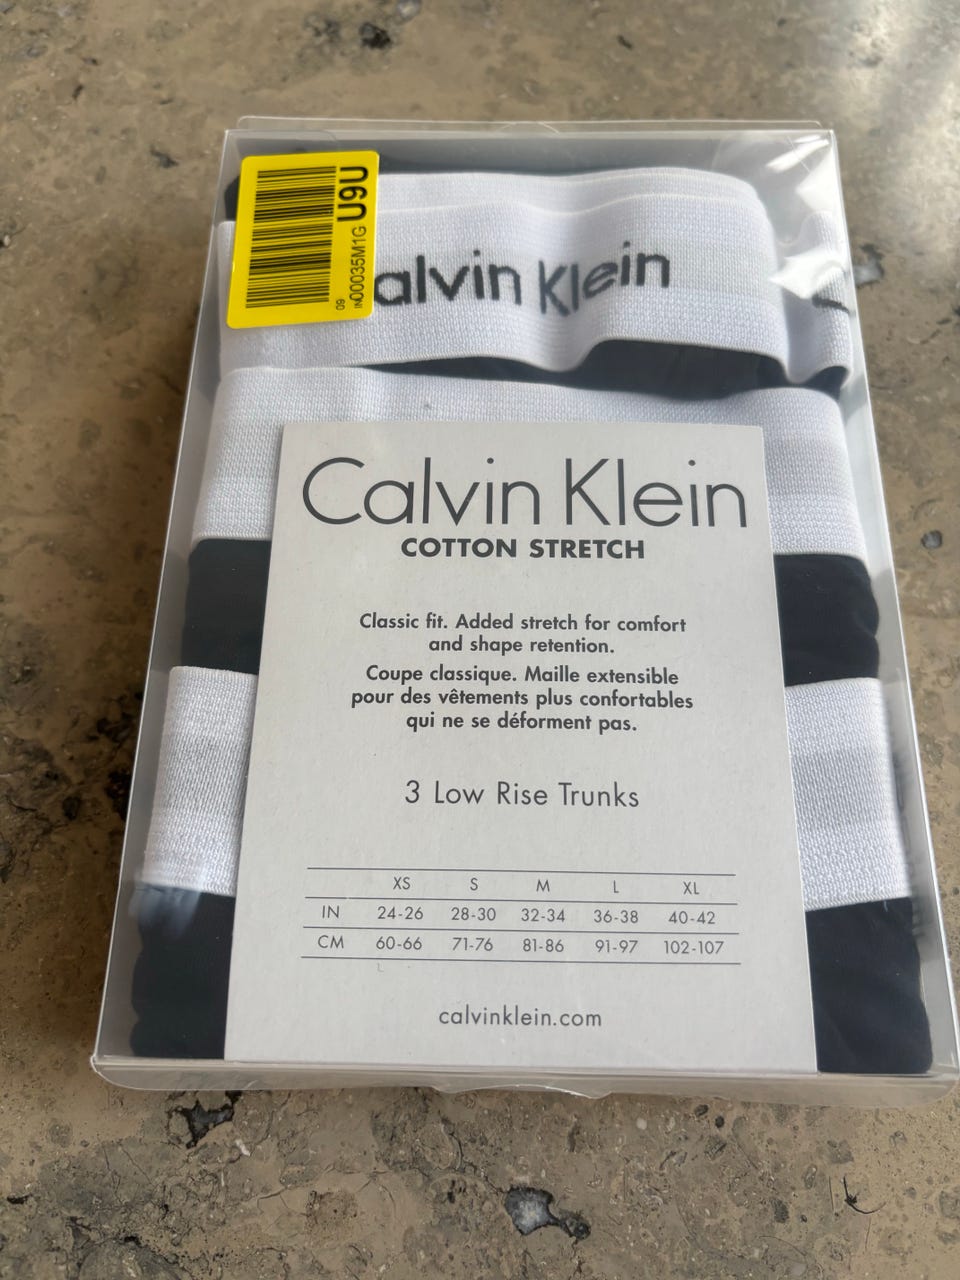 U9U
IN00035M1G
09
alvin Klein
Calvin Klein
COTTON STRETCH
Classic fit. Added stretch for comfort
and shape retention.
Coupe classique. Maille extensible
pour des vêtements plus confortables
qui ne se déforment pas.
3 Low Rise Trunks
XS S M L XL
IN 24-26 28-30 32-34 36-38 40-42
CM 60-66 71-76 81-86 91-97 102-107
calvinklein.com